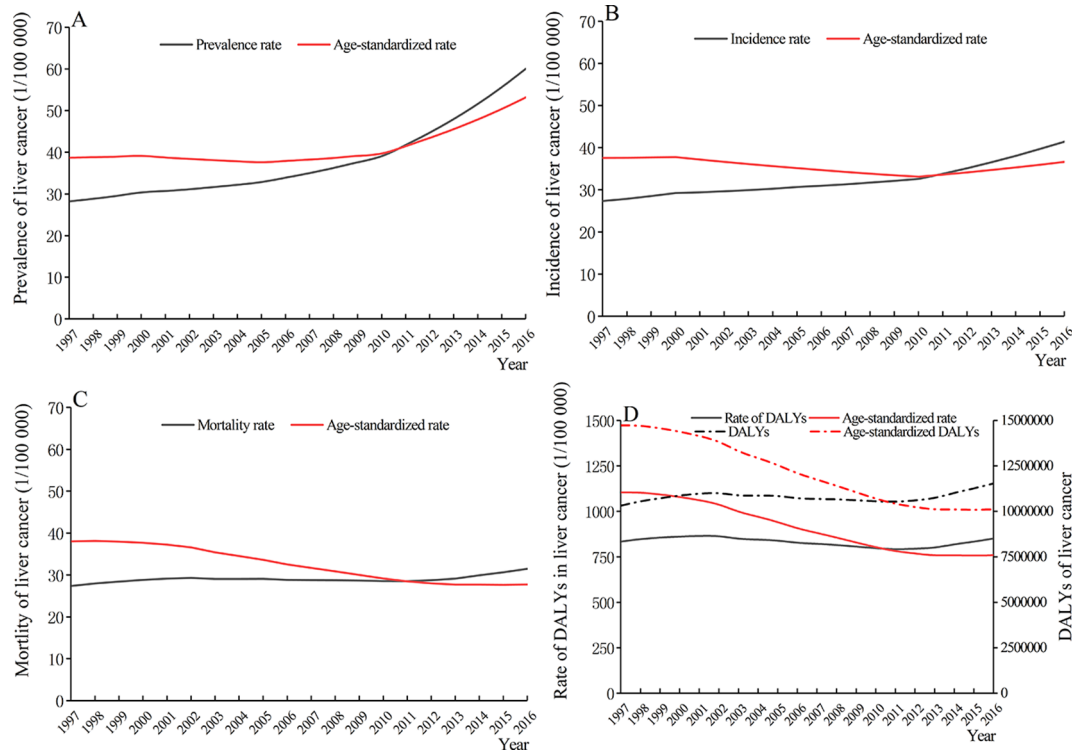 A
Prevalence rate
Age-standardized rate
Prevalence of liver cancer (1/100 000)
70
60
50
40
30
20
10
0
1997 1998 1999 2000 2001 2002 2003 2004 2005 2006 2007 2008 2009 2010 2011 2012 2013 2014 2015 2016
Year
B
Incidence rate
Age-standardized rate
Incidence of liver cancer (1/100 000)
70
60
50
40
30
20
10
0
1997 1998 1999 2000 2001 2002 2003 2004 2005 2006 2007 2008 2009 2010 2011 2012 2013 2014 2015 2016
Year
C
Mortality rate
Age-standardized rate
Mortlity of liver cancer (1/100 000)
70
60
50
40
30
20
10
0
1997 1998 1999 2000 2001 2002 2003 2004 2005 2006 2007 2008 2009 2010 2011 2012 2013 2014 2015 2016
Year
D
Rate of DALYs
Age-standardized rate
DALYs
Age-standardized DALYs
Rate of DALYs in liver cancer (1/100 000)
1500
1250
1000
750
500
250
0
15000000
12500000
10000000
7500000
5000000
2500000
0
DALYs of liver cancer
1997 1998 1999 2000 2001 2002 2003 2004 2005 2006 2007 2008 2009 2010 2011 2012 2013 2014 2015 2016
Year